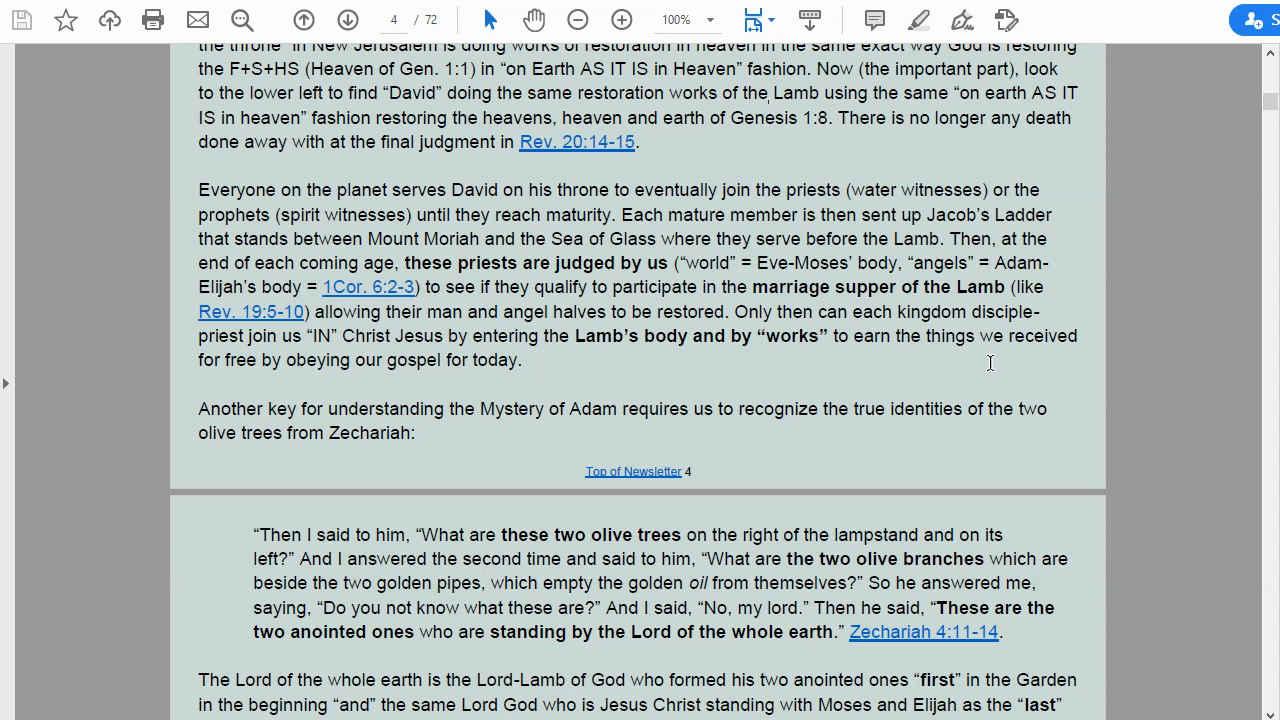 4 / 72
100%
S
the throne” in New Jerusalem is doing works of restoration in heaven in the same exact way God is restoring
the F+S+HS (Heaven of Gen. 1:1) in “on Earth AS IT IS in Heaven” fashion. Now (the important part), look
to the lower left to find “David” doing the same restoration works of the Lamb using the same “on earth AS IT
IS in heaven” fashion restoring the heavens, heaven and earth of Genesis 1:8. There is no longer any death
done away with at the final judgment in Rev. 20:14-15.
Everyone on the planet serves David on his throne to eventually join the priests (water witnesses) or the
prophets (spirit witnesses) until they reach maturity. Each mature member is then sent up Jacob’s Ladder
that stands between Mount Moriah and the Sea of Glass where they serve before the Lamb. Then, at the
end of each coming age, these priests are judged by us (“world” = Eve-Moses’ body, “angels” = Adam-
Elijah’s body = 1Cor. 6:2-3) to see if they qualify to participate in the marriage supper of the Lamb (like
Rev. 19:5-10) allowing their man and angel halves to be restored. Only then can each kingdom disciple-
priest join us “IN” Christ Jesus by entering the Lamb’s body and by “works” to earn the things we received
for free by obeying our gospel for today.
Another key for understanding the Mystery of Adam requires us to recognize the true identities of the two
olive trees from Zechariah:
Top of Newsletter 4
“Then I said to him, “What are these two olive trees on the right of the lampstand and on its
left?” And I answered the second time and said to him, “What are the two olive branches which are
beside the two golden pipes, which empty the golden oil from themselves?” So he answered me,
saying, “Do you not know what these are?” And I said, “No, my lord.” Then he said, “These are the
two anointed ones who are standing by the Lord of the whole earth.” Zechariah 4:11-14.
The Lord of the whole earth is the Lord-Lamb of God who formed his two anointed ones “first” in the Garden
in the beginning “and” the same Lord God who is Jesus Christ standing with Moses and Elijah as the “last”